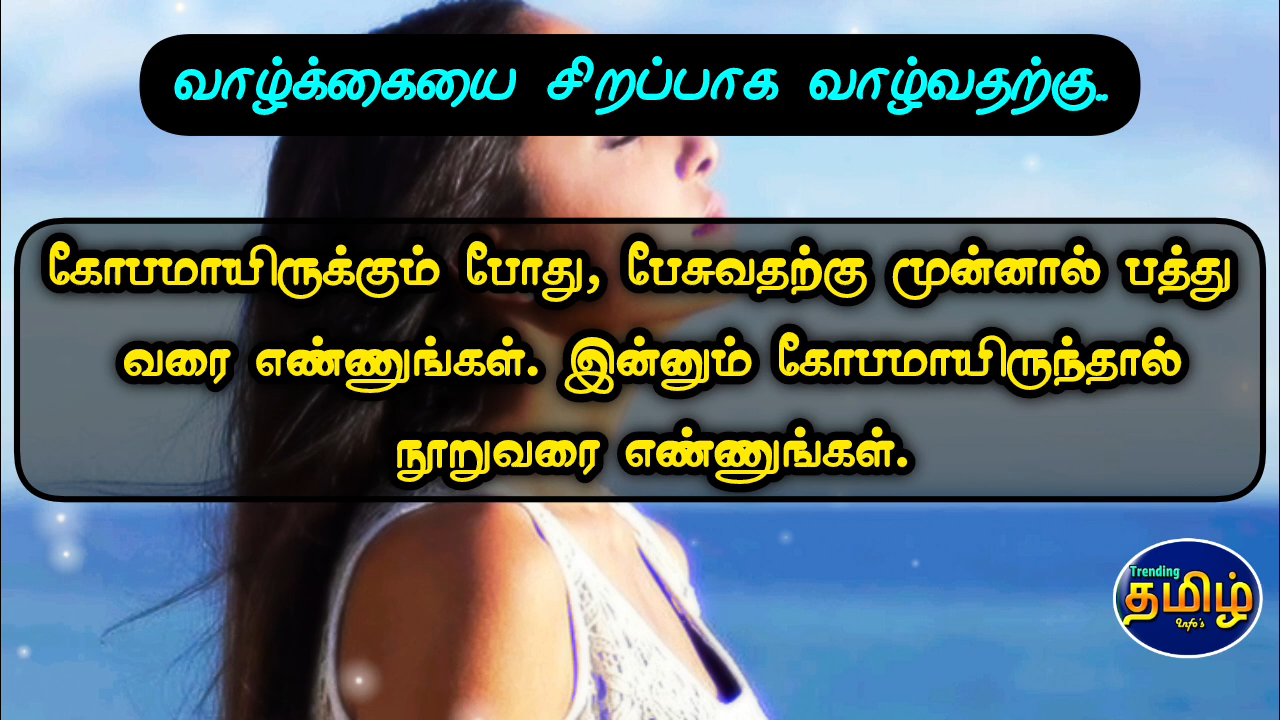 வாழ்க்கையை சிறப்பாக வாழ்வதற்கு..
கோபமாயிருக்கும் போது, பேசுவதற்கு முன்னால் பத்து
வரை எண்ணுங்கள். இன்னும் கோபமாயிருந்தால்
நூறுவரை எண்ணுங்கள்.
Trending
தமிழ்
Info's